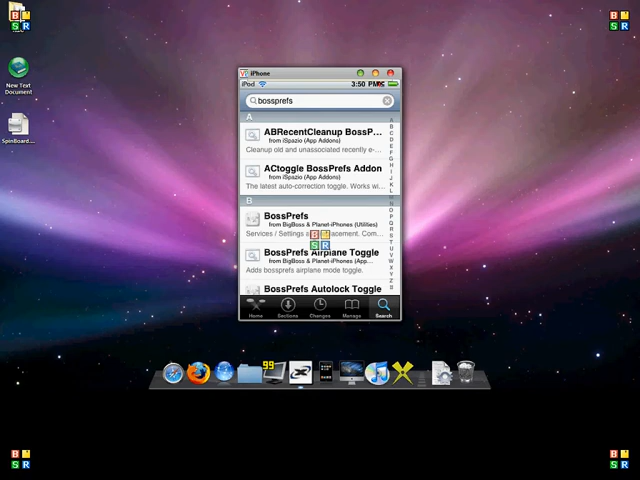 New Text
Document
SpinBoard....
iPhone
iPod
3:50 PM
bossprefs
A
ABRecentCleanup BossP...
from iSpazio (App Addons)
Cleanup old and unassociated recently e-...
ACtoggle BossPrefs Addon
from iSpazio (App Addons)
The latest auto-correction toggle. Works wi...
B
BossPrefs
from BigBoss & Planet-iPhones (Utilities)
BossPrefs Airplane Toggle
from BigBoss & Planet-iPhones (App...
Adds bossprefs airplane mode toggle.
BossPrefs Autolock Toggle
Home
Sections
Changes
Manage
Search
99
B
S R
B
S R
B
S R
B
S R
B
S R